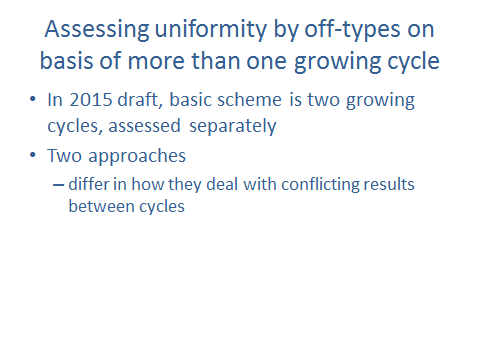 Assessing uniformity by off-types on
basis of more than one growing cycle
• In 2015 draft, basic scheme is two growing
cycles, assessed separately
• Two approaches
– differ in how they deal with conflicting results
between cycles